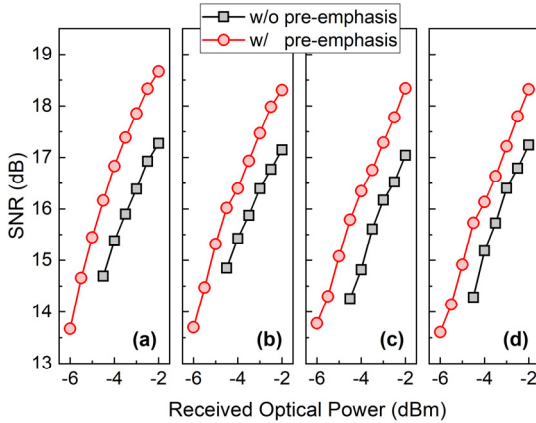 w/o pre-emphasis
w/ pre-emphasis
19
18
17
16
15
14
13
SNR (dB)
(a)
(b)
(c)
(d)
-6 -4 -2 -6 -4 -2 -6 -4 -2 -6 -4 -2
Received Optical Power (dBm)